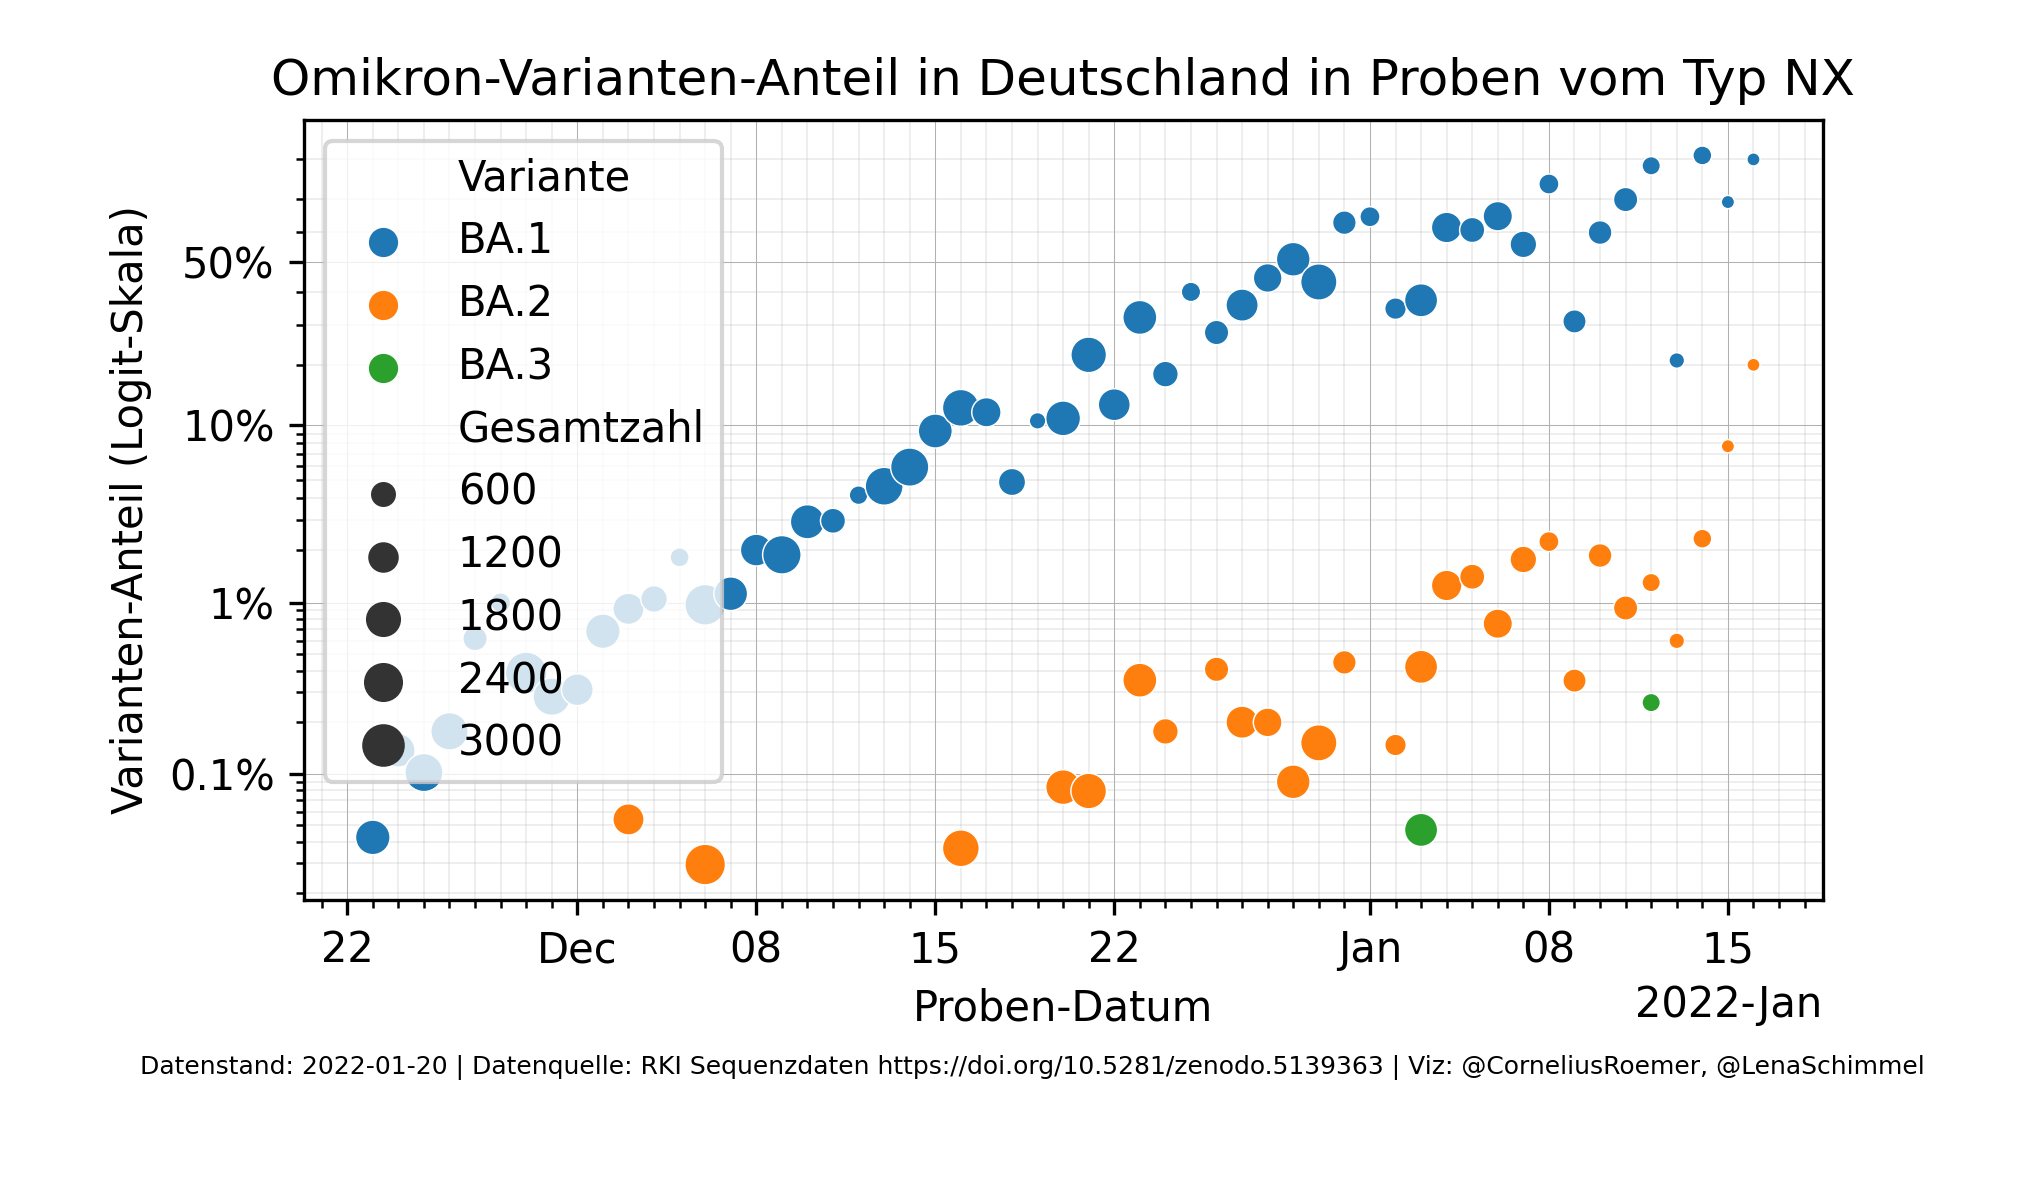 Omikron-Varianten-Anteil in Deutschland in Proben vom Typ NX
Varianten-Anteil (Logit-Skala)
50%
10%
1%
0.1%
Variante
BA.1
BA.2
BA.3
Gesamtzahl
600
1200
1800
2400
3000
22 Dec 08 15 22 Jan 08 15
2022-Jan
Proben-Datum
Datenstand: 2022-01-20 | Datenquelle: RKI Sequenzdaten https://doi.org/10.5281/zenodo.5139363 | Viz: @CorneliusRoemer, @LenaSchimmel